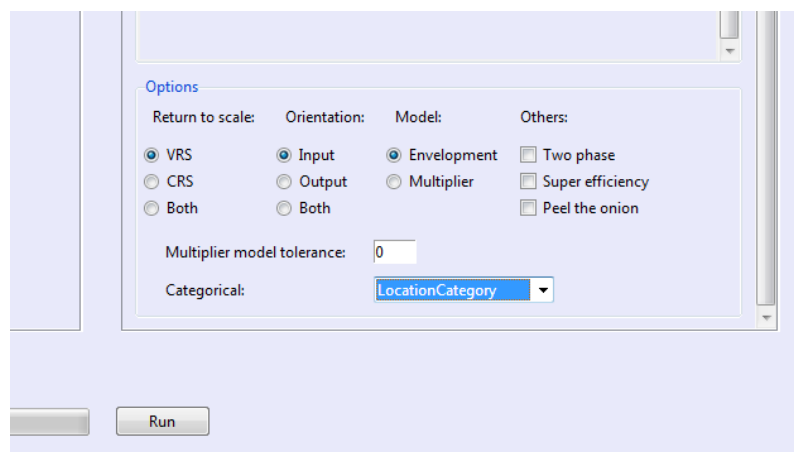 Options
Return to scale: Orientation: Model: Others:
VRS Input Envelopment Two phase
CRS Output Multiplier Super efficiency
Both Both Peel the onion
Multiplier model tolerance: 0
Categorical: LocationCategory
Run